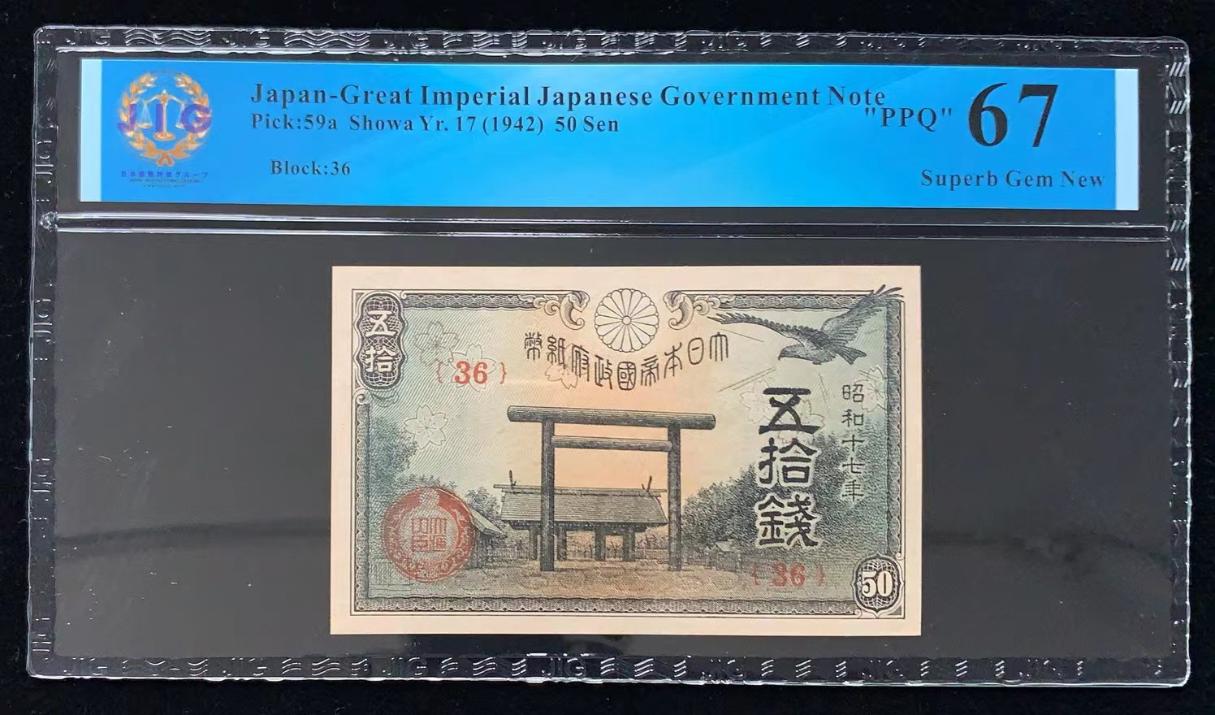 JIG
Japan-Great Imperial Japanese Government Note
Pick:59a Showa Yr. 17 (1942) 50 Sen
Block:36
"PPQ" 67
Superb Gem New
五拾
大日本帝國政府紙幣
{36}
昭和十七年
五拾錢
{36}
50